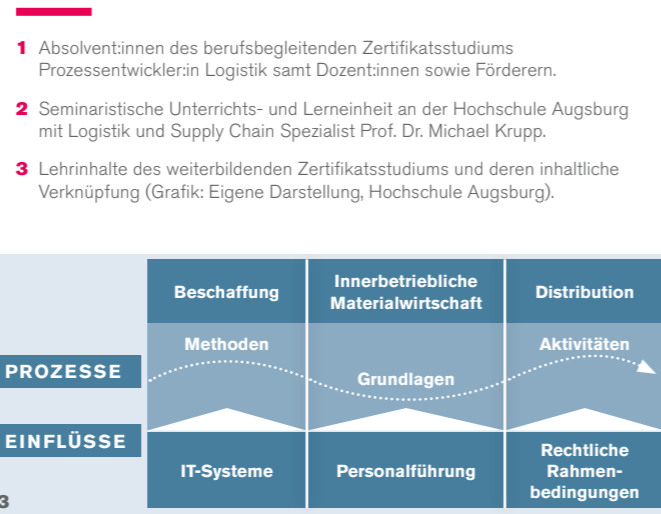 1 Absolvent:innen des berufsbegleitenden Zertifikatsstudiums
Prozessentwickler:in Logistik samt Dozent:innen sowie Förderern.
2 Seminaristische Unterrichts- und Lerneinheit an der Hochschule Augsburg
mit Logistik und Supply Chain Spezialist Prof. Dr. Michael Krupp.
3 Lehrinhalte des weiterbildenden Zertifikatsstudiums und deren inhaltliche
Verknüpfung (Grafik: Eigene Darstellung, Hochschule Augsburg).
Beschaffung
Innerbetriebliche
Materialwirtschaft
Distribution
PROZESSE
Methoden
Grundlagen
Aktivitäten
EINFLÜSSE
IT-Systeme
Personalführung
Rechtliche
Rahmen-
bedingungen
3